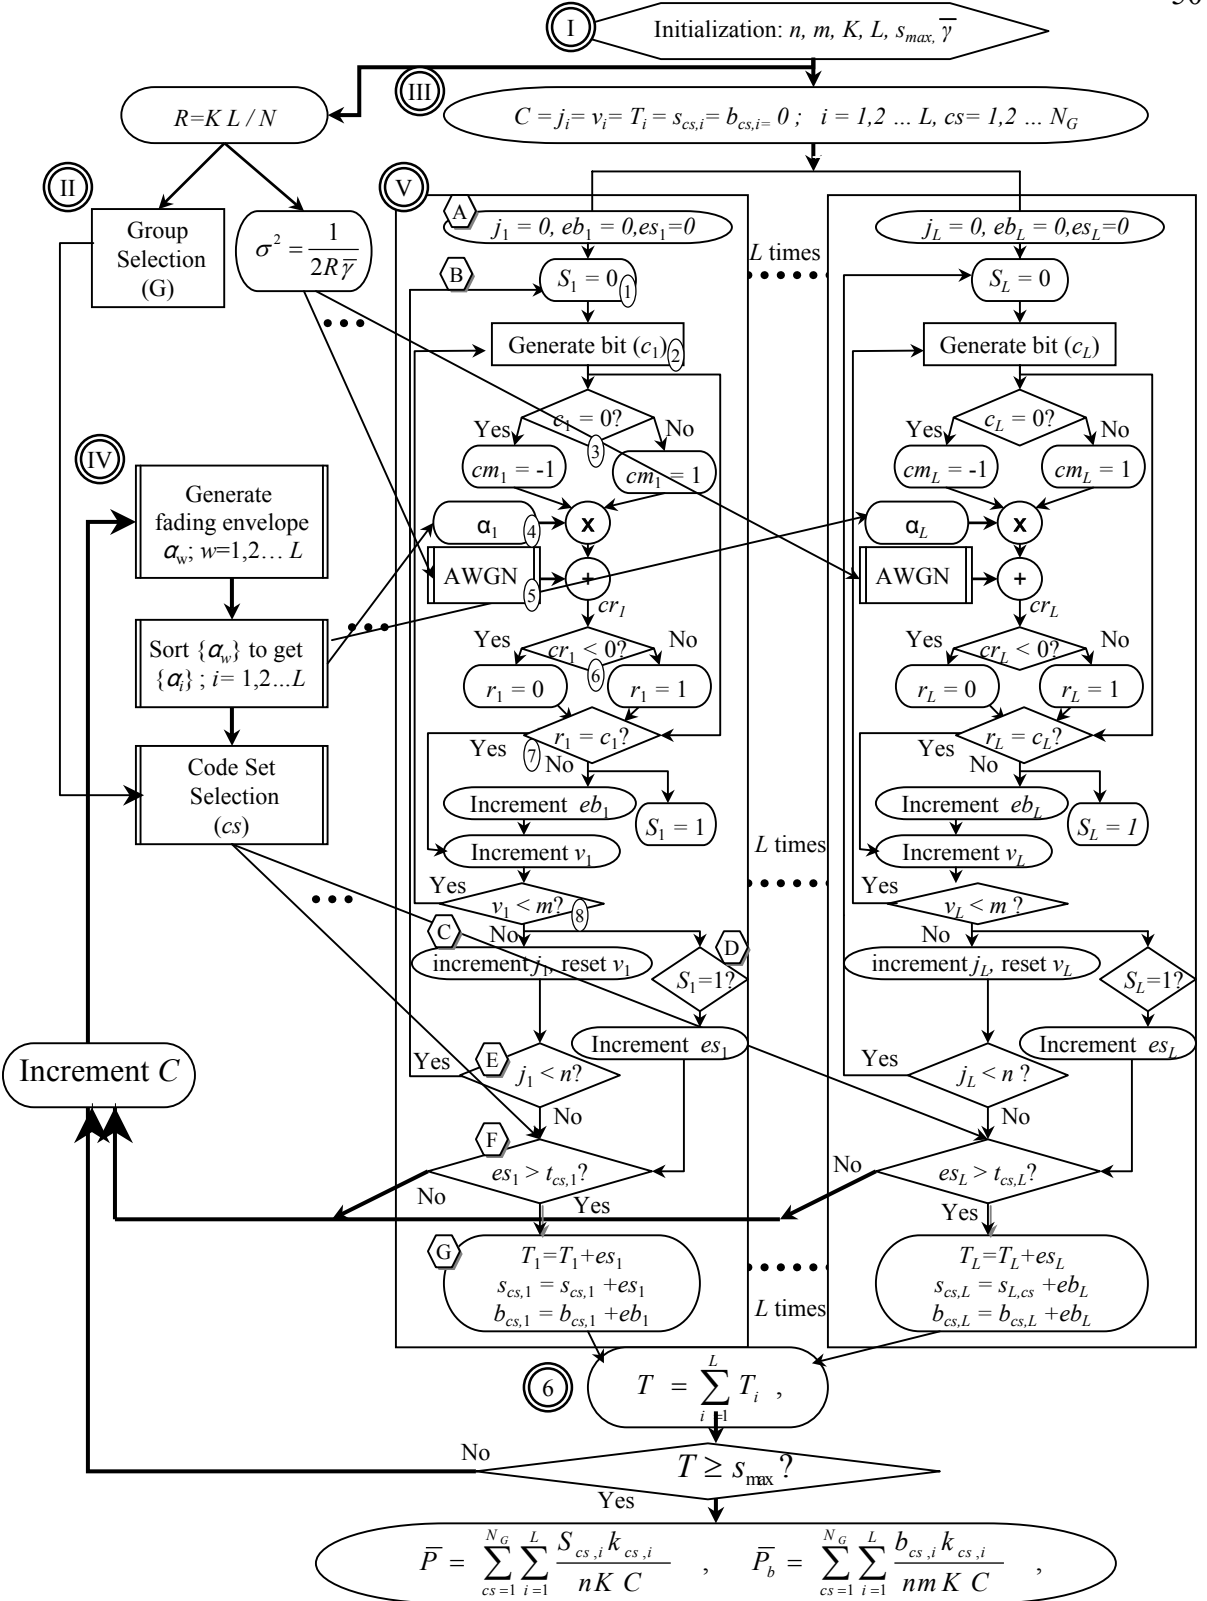 I
Initialization: n, m, K, L, s_max, γ̅
III
R=K L / N
C = j_i= v_i= T_i = s_cs,i= b_cs,i= 0 ;   i = 1,2 ... L, cs= 1,2 ... N_G
II
V
Group
Selection
(G)
σ² = 1 / 2Rγ̅
A
j_1 = 0, eb_1 = 0,es_1=0
j_L = 0, eb_L = 0,es_L=0
L times
B
S_1 = 0
1
S_L = 0
Generate bit (c_1)
2
Generate bit (c_L)
c_1 = 0?
Yes
No
3
c_L = 0?
Yes
No
cm_1 = -1
cm_1 = 1
cm_L = -1
cm_L = 1
IV
Generate
fading envelope
α_w; w=1,2... L
α_1
4
x
α_L
x
AWGN
5
+
AWGN
+
cr_1
cr_L
Sort {α_w} to get
{α_i} ; i= 1,2...L
Yes
cr_1 < 0?
No
6
Yes
cr_L < 0?
No
r_1 = 0
r_1 = 1
r_L = 0
r_L = 1
r_1 = c_1?
Yes
7
No
r_L = c_L?
Yes
No
Code Set
Selection
(cs)
Increment eb_1
S_1 = 1
Increment eb_L
S_L = 1
Increment v_1
L times
Increment v_L
Yes
v_1 < m?
8
Yes
v_L < m ?
C
No
D
No
increment j_1, reset v_1
S_1=1?
increment j_L, reset v_L
S_L=1?
Increment es_1
Increment es_L
Increment C
Yes
E
j_1 < n?
Yes
j_L < n ?
No
No
F
es_1 > t_cs,1?
No
Yes
es_L > t_cs,L?
No
Yes
G
T_1=T_1+es_1
s_cs,1 = s_cs,1 +es_1
b_cs,1 = b_cs,1 +eb_1
L times
T_L=T_L+es_L
s_cs,L = s_L,cs +eb_L
b_cs,L = b_cs,L +eb_L
6
T = ∑_{i=1}^{L} T_i ,
No
T ≥ s_max ?
Yes
P̅ = ∑_{cs=1}^{N_G} ∑_{i=1}^{L} S_cs,i k_cs,i / nK C , P̅_b = ∑_{cs=1}^{N_G} ∑_{i=1}^{L} b_cs,i k_cs,i / nm K C ,